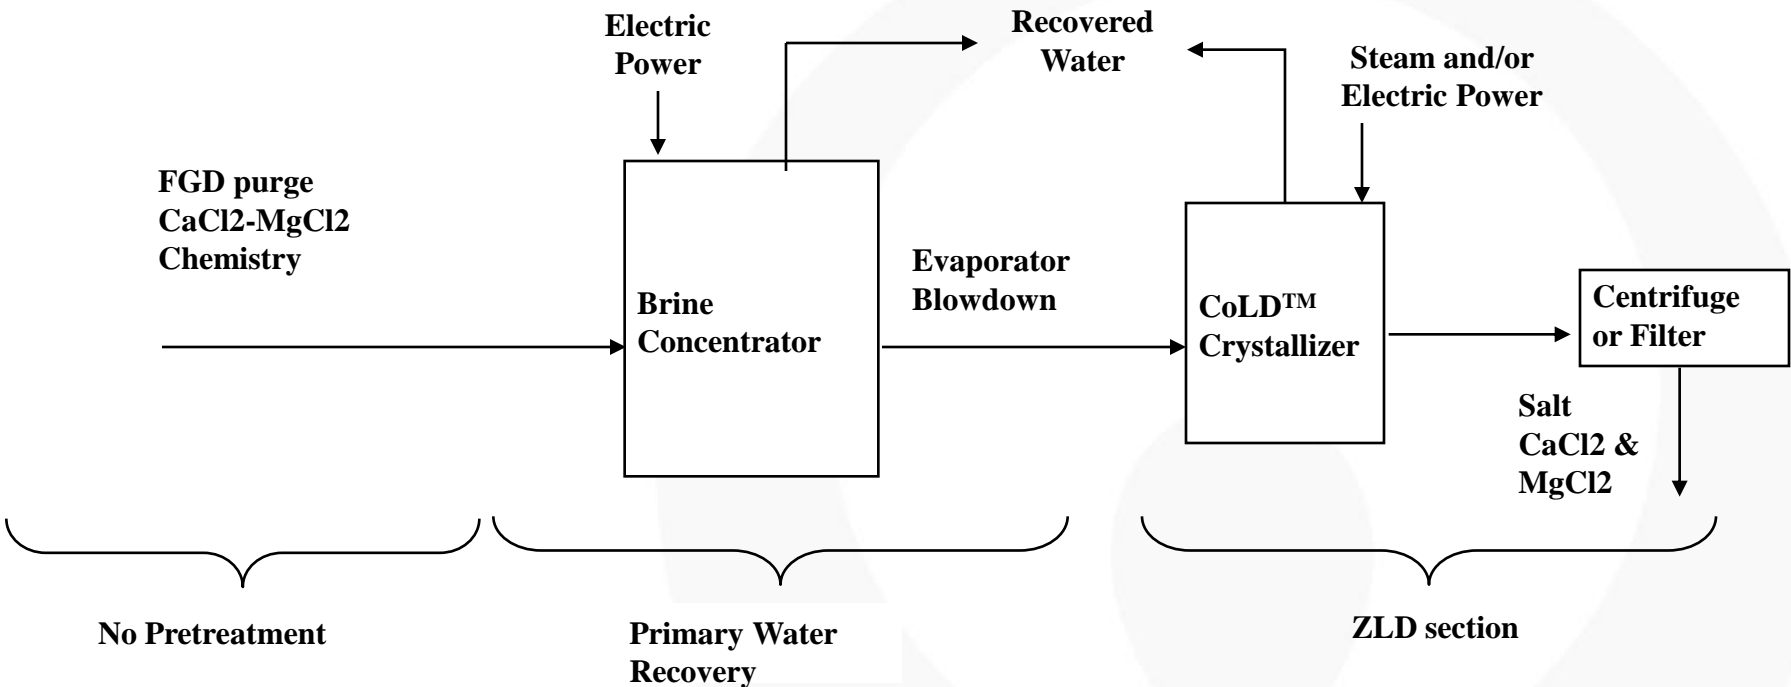 Electric
Power
Recovered
Water
Steam and/or
Electric Power
FGD purge
CaCl2-MgCl2
Chemistry
Brine
Concentrator
Evaporator
Blowdown
CoLD™
Crystallizer
Centrifuge
or Filter
Salt
CaCl2 &
MgCl2
No Pretreatment
Primary Water
Recovery
ZLD section